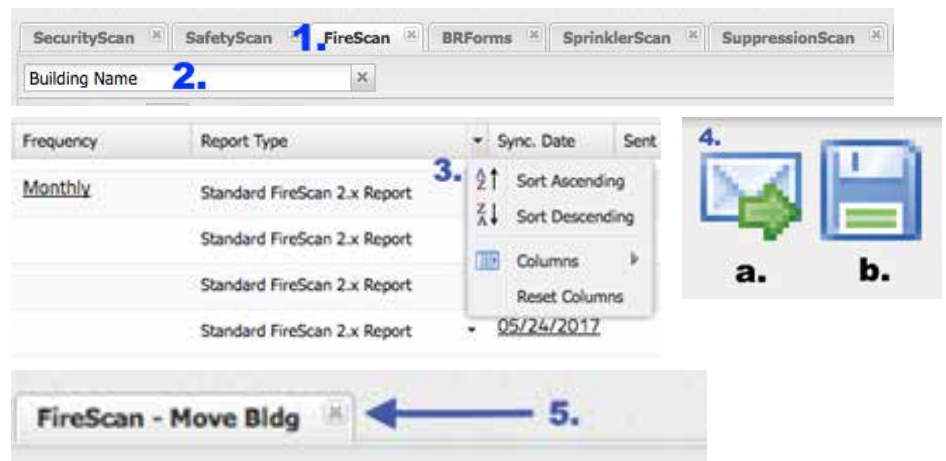 SecurityScan SafetyScan 1. FireScan BRForms SprinklerScan SuppressionScan
Building Name 2.
Frequency Report Type Sync. Date Sent
Monthly Standard FireScan 2.x Report 3. Sort Ascending
Standard FireScan 2.x Report Sort Descending
Columns
Standard FireScan 2.x Report Reset Columns
Standard FireScan 2.x Report 05/24/2017
4.
a. b.
FireScan - Move Bldg 5.